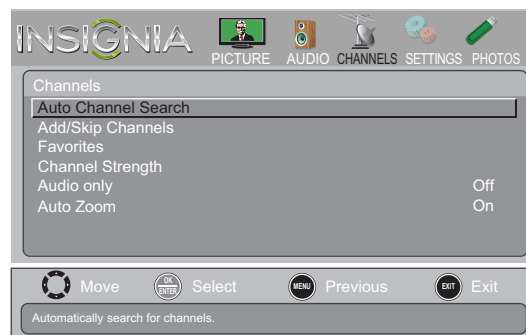 INSIGNIA
PICTURE AUDIO CHANNELS SETTINGS PHOTOS
Channels
Auto Channel Search
Add/Skip Channels
Favorites
Channel Strength
Audio only Off
Auto Zoom On
Move OK ENTER Select MENU Previous EXIT Exit
Automatically search for channels.